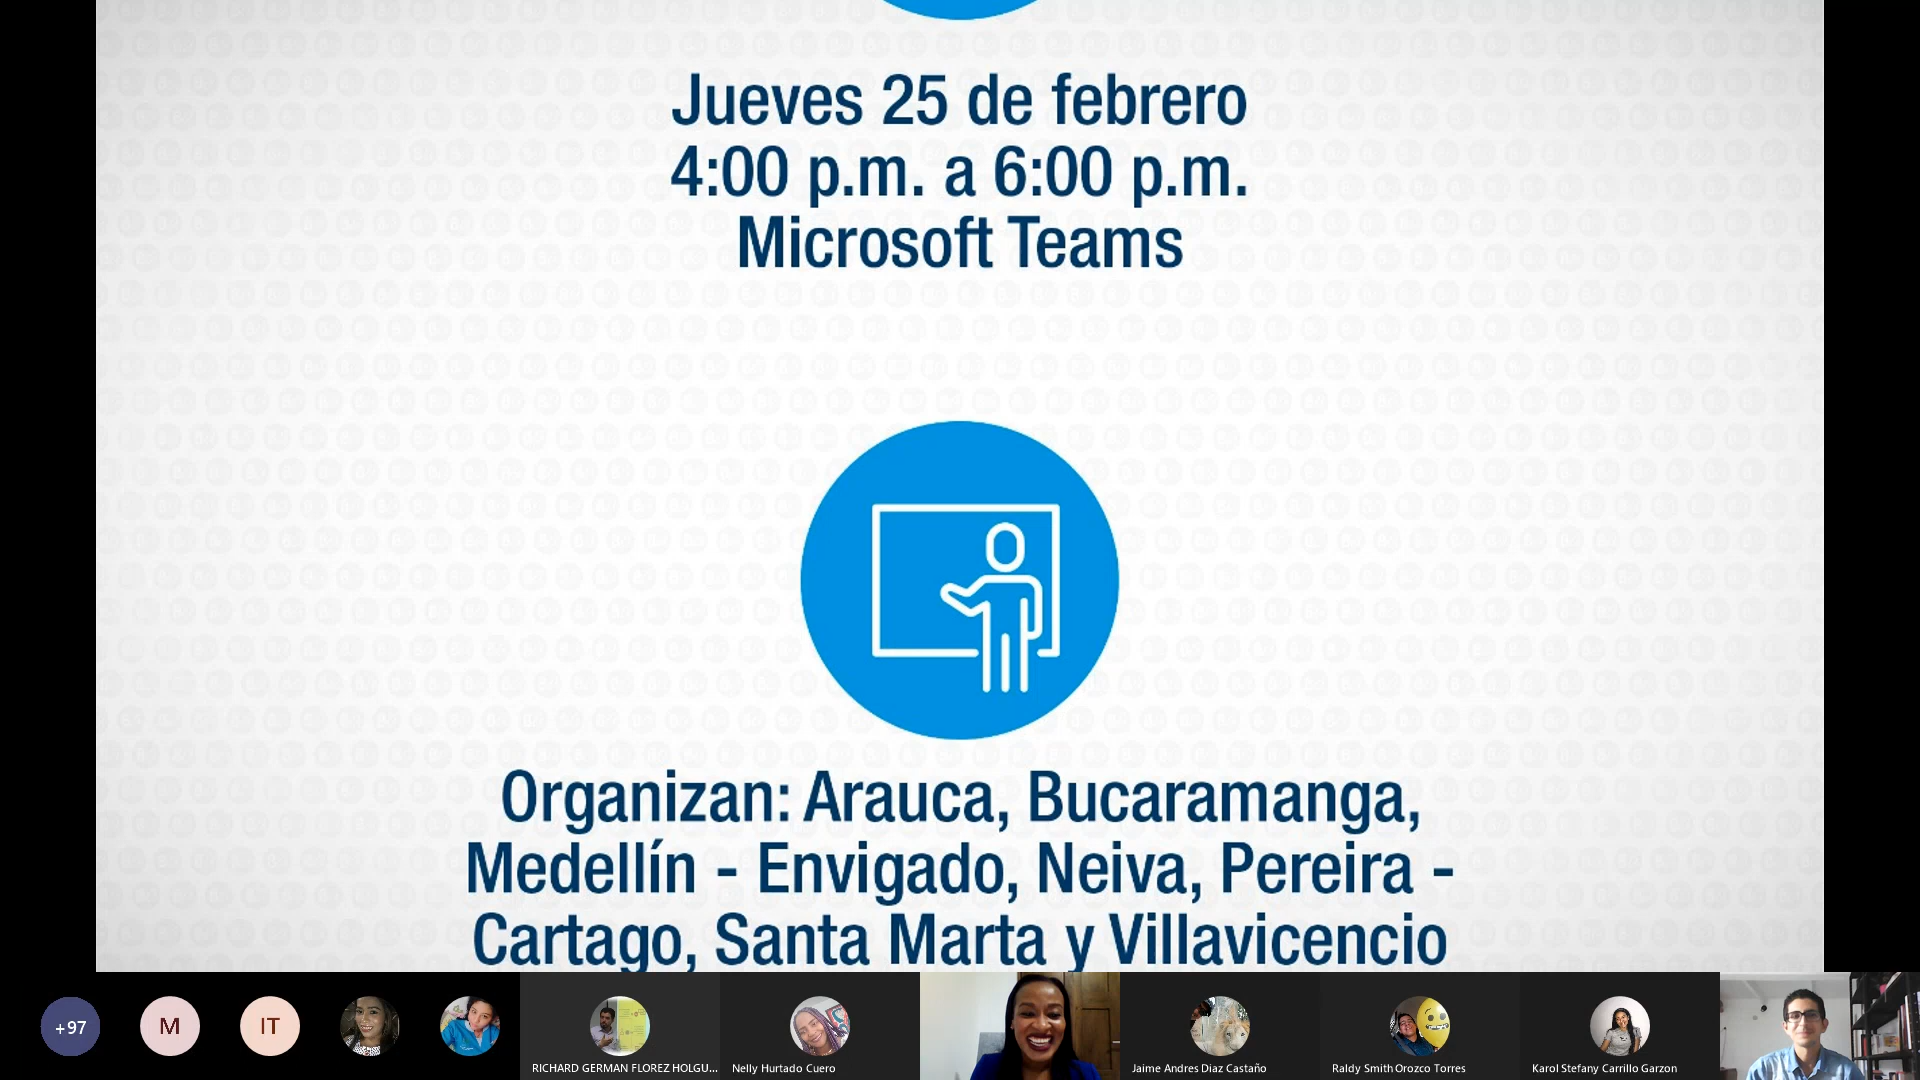 Jueves 25 de febrero
4:00 p.m. a 6:00 p.m.
Microsoft Teams
Organizan: Arauca, Bucaramanga,
Medellín - Envigado, Neiva, Pereira -
Cartago, Santa Marta y Villavicencio
+97
M
IT
RICHARD GERMAN FLOREZ HOLGU...
Nelly Hurtado Cuero
Jaime Andres Diaz Castaño
Raldy Smith Orozco Torres
Karol Stefany Carrillo Garzon